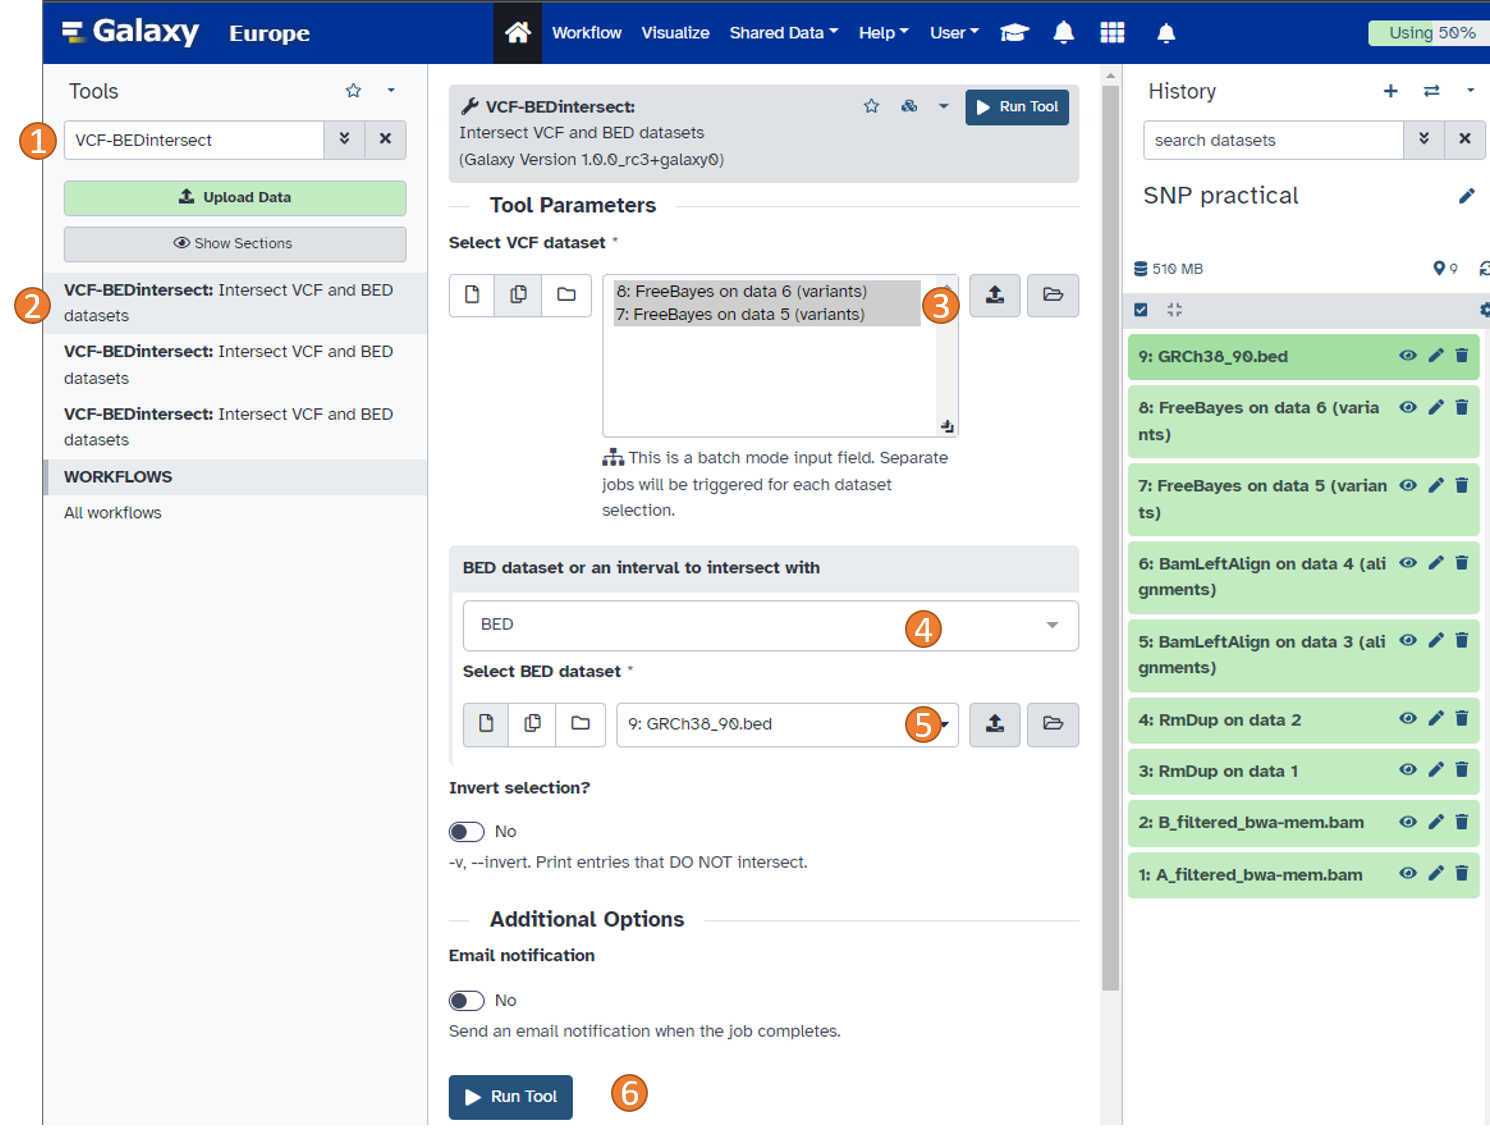 Galaxy Europe
Workflow Visualize Shared Data Help User
Using 50%
Tools
1
VCF-BEDintersect
Upload Data
Show Sections
2
VCF-BEDintersect: Intersect VCF and BED
datasets
VCF-BEDintersect: Intersect VCF and BED
datasets
VCF-BEDintersect: Intersect VCF and BED
datasets
WORKFLOWS
All workflows
VCF-BEDintersect:
Run Tool
Intersect VCF and BED datasets
(Galaxy Version 1.0.0_rc3+galaxy0)
Tool Parameters
Select VCF dataset *
8: FreeBayes on data 6 (variants)
7: FreeBayes on data 5 (variants)
3
This is a batch mode input field. Separate
jobs will be triggered for each dataset
selection.
BED dataset or an interval to intersect with
BED
4
Select BED dataset *
9: GRCh38_90.bed
5
Invert selection?
No
-v, --invert. Print entries that DO NOT intersect.
Additional Options
Email notification
No
Send an email notification when the job completes.
Run Tool
6
History
search datasets
SNP practical
510 MB
9
9: GRCh38_90.bed
8: FreeBayes on data 6 (varia
nts)
7: FreeBayes on data 5 (varian
ts)
6: BamLeftAlign on data 4 (ali
gnments)
5: BamLeftAlign on data 3 (ali
gnments)
4: RmDup on data 2
3: RmDup on data 1
2: B_filtered_bwa-mem.bam
1: A_filtered_bwa-mem.bam